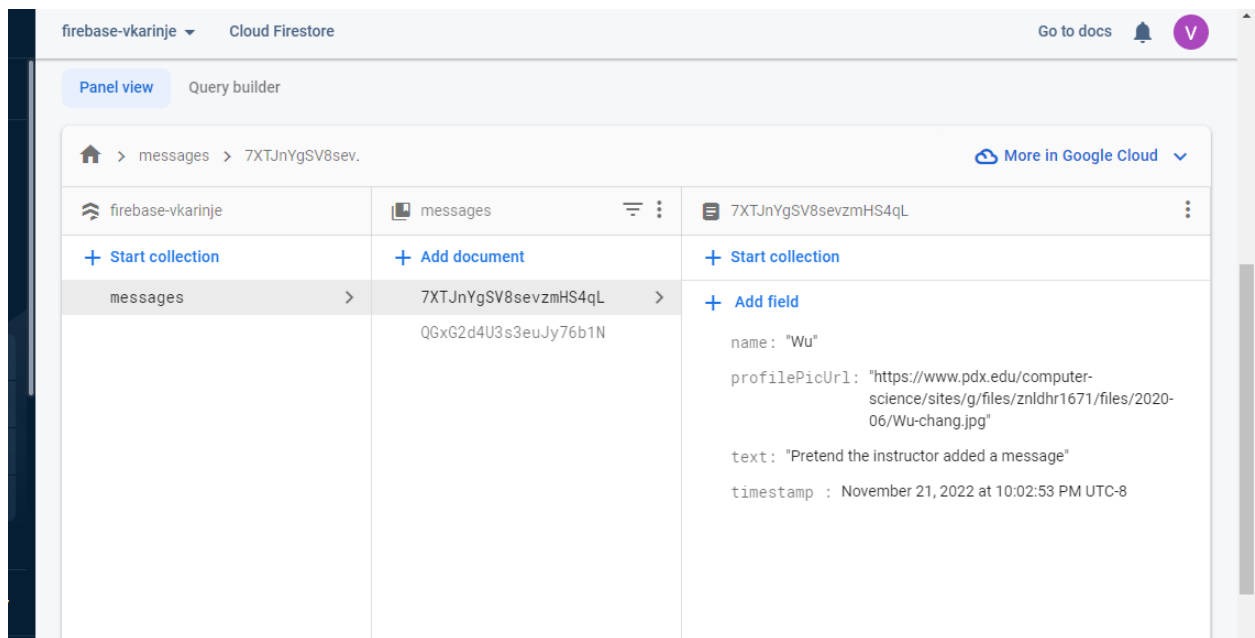 firebase-vkarinje Cloud Firestore Go to docs V
Panel view Query builder
messages 7XTJnYgSV8sev. More in Google Cloud
firebase-vkarinje messages 7XTJnYgSV8sevzmHS4qL
+ Start collection + Add document + Start collection
messages 7XTJnYgSV8sevzmHS4qL + Add field
QGxG2d4U3s3euJy76b1N
name: "Wu"
profilePicUrl: "https://www.pdx.edu/computer-
science/sites/g/files/znldhr1671/files/2020-
06/Wu-chang.jpg"
text: "Pretend the instructor added a message"
timestamp : November 21, 2022 at 10:02:53 PM UTC-8